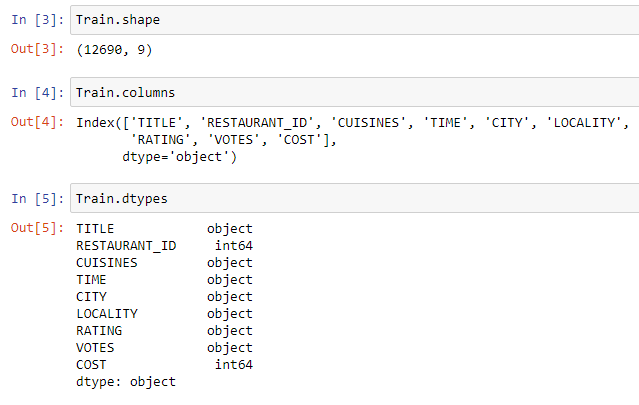 In [3]: Train.shape
Out[3]: (12690, 9)
In [4]: Train.columns
Out[4]: Index(['TITLE', 'RESTAURANT_ID', 'CUISINES', 'TIME', 'CITY', 'LOCALITY',
'RATING', 'VOTES', 'COST'],
dtype='object')
In [5]: Train.dtypes
Out[5]: TITLE object
RESTAURANT_ID int64
CUISINES object
TIME object
CITY object
LOCALITY object
RATING object
VOTES object
COST int64
dtype: object